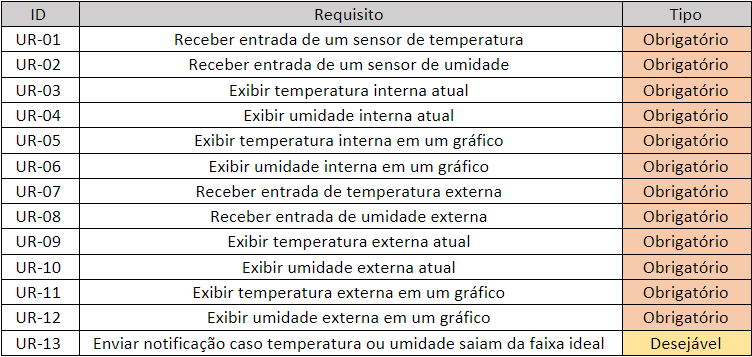 ID Requisito Tipo
UR-01 Receber entrada de um sensor de temperatura Obrigatório
UR-02 Receber entrada de um sensor de umidade Obrigatório
UR-03 Exibir temperatura interna atual Obrigatório
UR-04 Exibir umidade interna atual Obrigatório
UR-05 Exibir temperatura interna em um gráfico Obrigatório
UR-06 Exibir umidade interna em um gráfico Obrigatório
UR-07 Receber entrada de temperatura externa Obrigatório
UR-08 Receber entrada de umidade externa Obrigatório
UR-09 Exibir temperatura externa atual Obrigatório
UR-10 Exibir umidade externa atual Obrigatório
UR-11 Exibir temperatura externa em um gráfico Obrigatório
UR-12 Exibir umidade externa em um gráfico Obrigatório
UR-13 Enviar notificação caso temperatura ou umidade saiam da faixa ideal Desejável